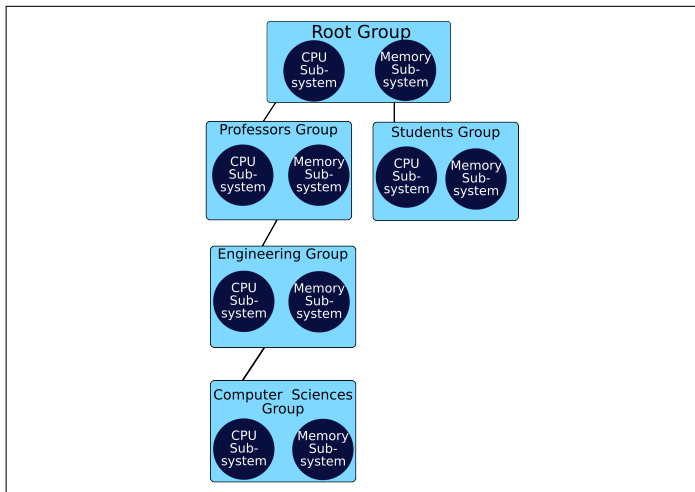 Root Group
CPU
Sub-
system
Memory
Sub-
system
Professors Group
CPU
Sub-
system
Memory
Sub-
system
Students Group
CPU
Sub-
system
Memory
Sub-
system
Engineering Group
CPU
Sub-
system
Memory
Sub-
system
Computer Sciences
Group
CPU
Sub-
system
Memory
Sub-
system